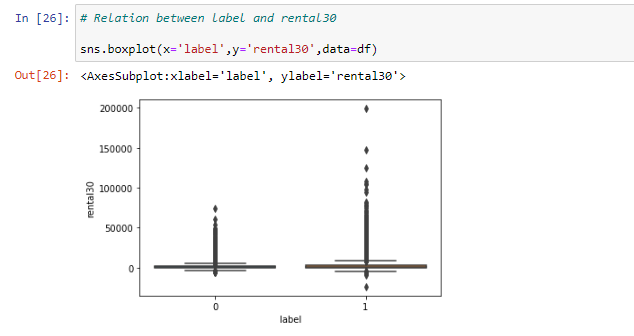 In [26]: # Relation between label and rental30
sns.boxplot(x='label',y='rental30',data=df)
Out[26]: <AxesSubplot:xlabel='label', ylabel='rental30'>
200000
150000
100000
50000
0
rental30
0 1
label